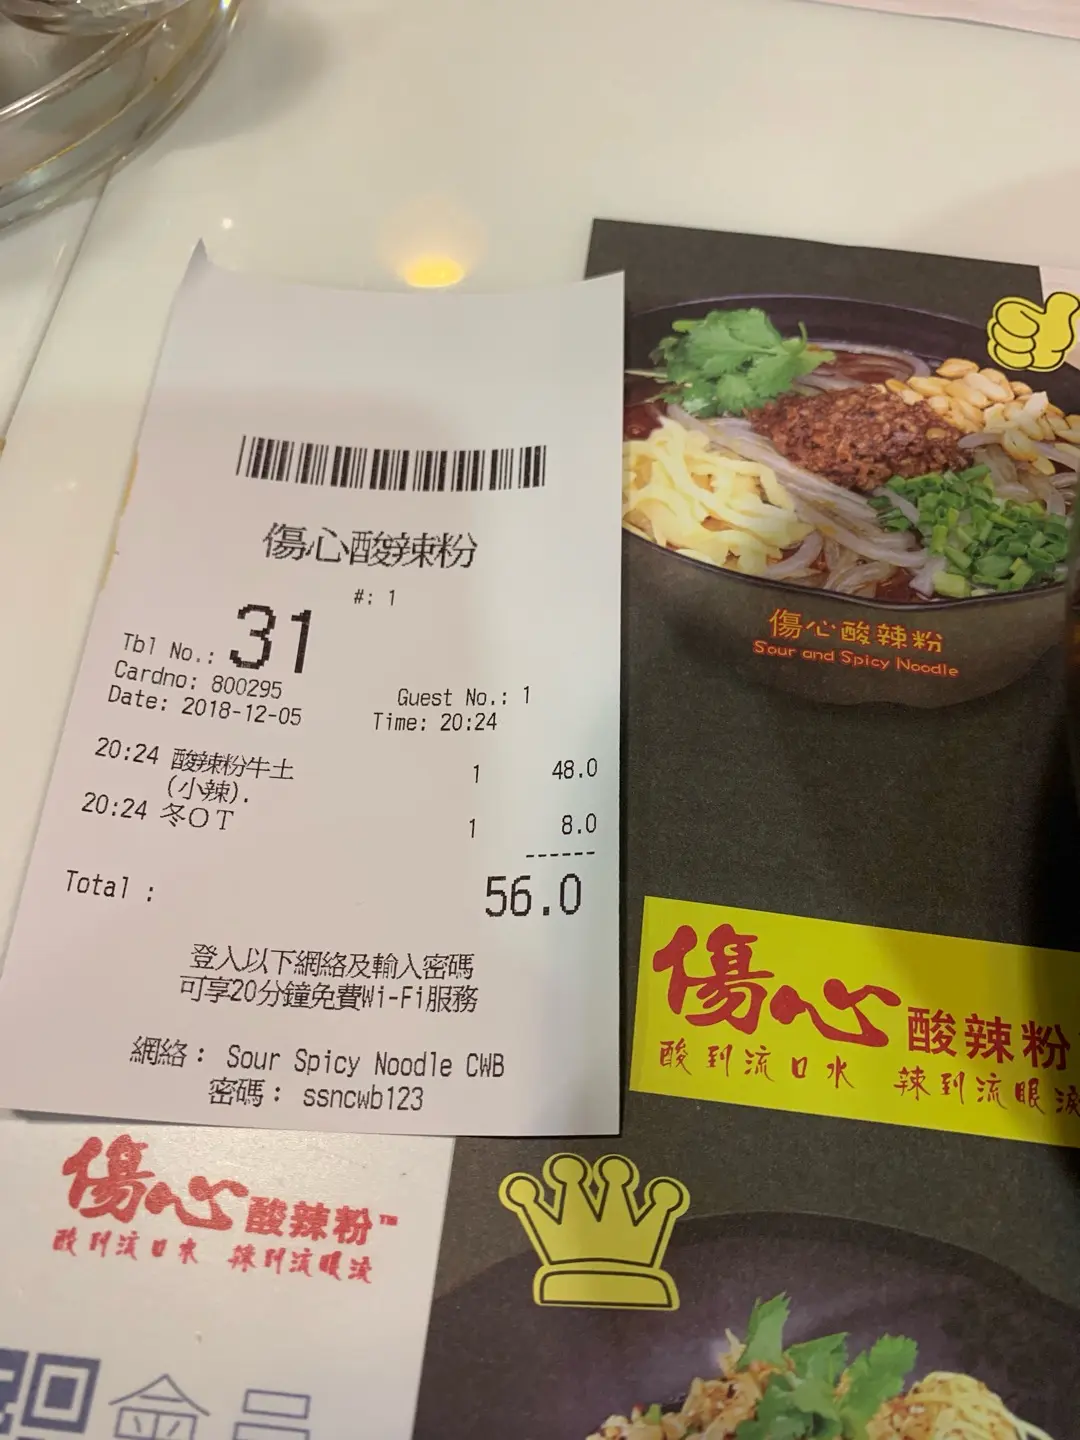 傷心酸辣粉
#: 1
Tbl No.: 31
Cardno: 800295
Guest No.: 1
Date: 2018-12-05
Time: 20:24
20:24 酸辣粉牛土 1 48.0
(小辣).
20:24 冬OT 1 8.0
------
Total : 56.0
登入以下網絡及輸入密碼
可享20分鐘免費Wi-Fi服務
網絡: Sour Spicy Noodle CWB
密碼: ssncwb123
傷心酸辣粉
Sour and Spicy Noodle
傷心酸辣粉
酸到流口水 辣到流眼淚
傷心酸辣粉™
酸到流口水 辣到流眼淚
會員